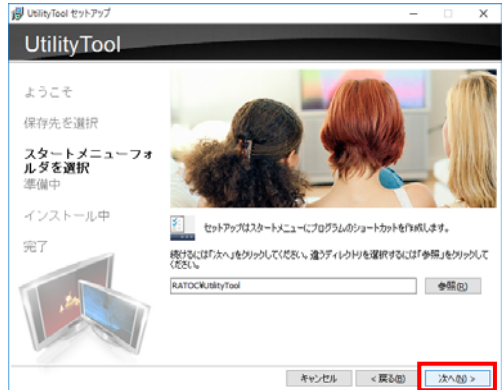 UtilityTool セットアップ
UtilityTool
ようこそ
保存先を選択
スタートメニューフォ
ルダを選択
準備中
インストール中
完了
セットアップはスタートメニューにプログラムのショートカットを作成します。
続けるには「次へ」をクリックしてください。違うディレクトリを選択するには「参照」をクリックして
ください。
RATOC¥UtilityTool
参照(R)
キャンセル
< 戻る(B)
次へ(N) >